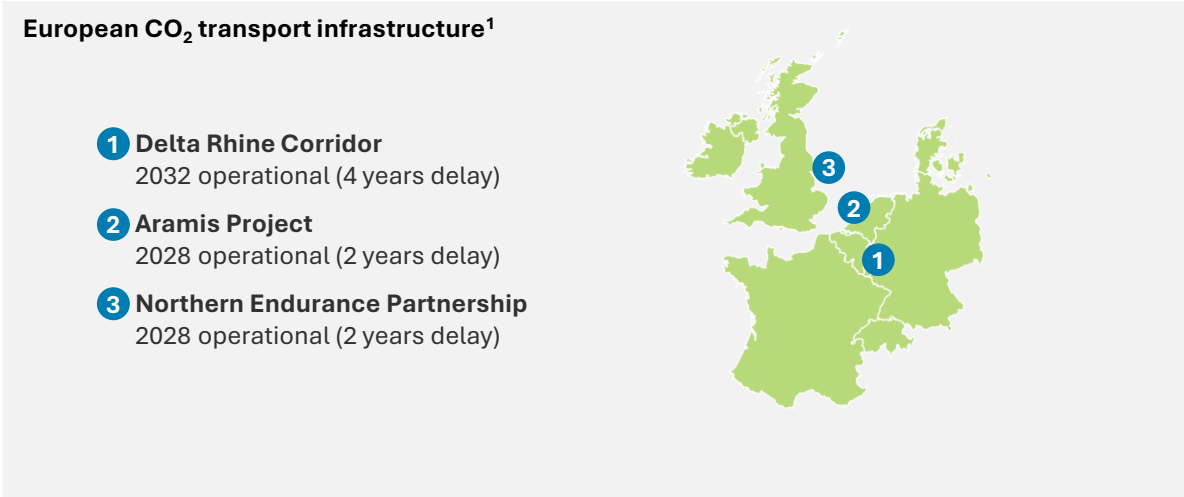 European CO₂ transport infrastructure¹
1 Delta Rhine Corridor
2032 operational (4 years delay)
2 Aramis Project
2028 operational (2 years delay)
3 Northern Endurance Partnership
2028 operational (2 years delay)
3
2
1